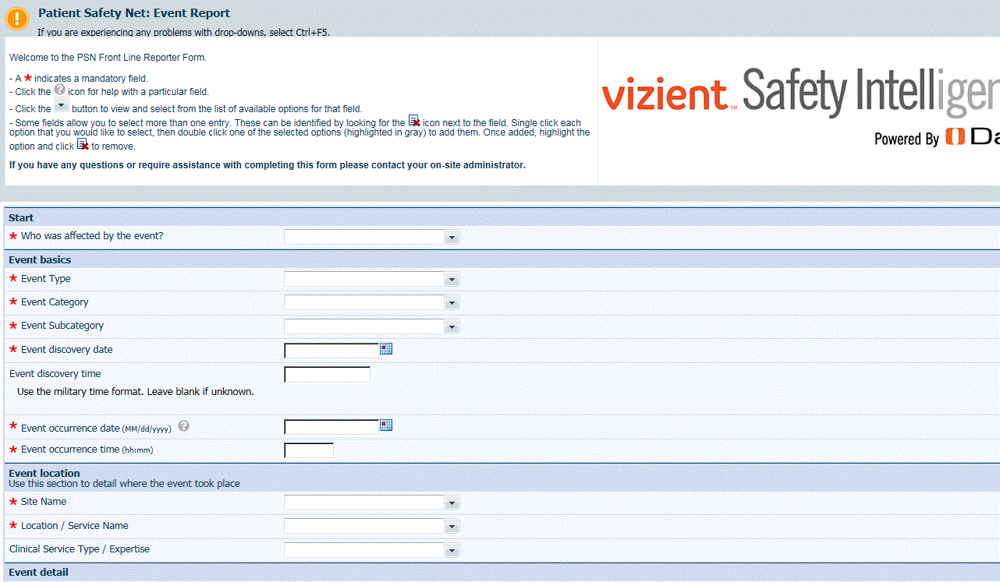 Patient Safety Net: Event Report
If you are experiencing any problems with drop-downs, select Ctrl+F5.
Welcome to the PSN Front Line Reporter Form.
- A * indicates a mandatory field.
- Click the ? icon for help with a particular field.
- Click the button to view and select from the list of available options for that field.
- Some fields allow you to select more than one entry. These can be identified by looking for the icon next to the field. Single click each
option that you would like to select, then double click one of the selected options (highlighted in gray) to add them. Once added, highlight the
option and click to remove.
If you have any questions or require assistance with completing this form please contact your on-site administrator.
vizient™ Safety Intelligen
Powered By Da
Start
* Who was affected by the event?
Event basics
* Event Type
* Event Category
* Event Subcategory
* Event discovery date
Event discovery time
Use the military time format. Leave blank if unknown.
* Event occurrence date (MM/dd/yyyy) ?
* Event occurrence time (hh:mm)
Event location
Use this section to detail where the event took place
* Site Name
* Location / Service Name
Clinical Service Type / Expertise
Event detail